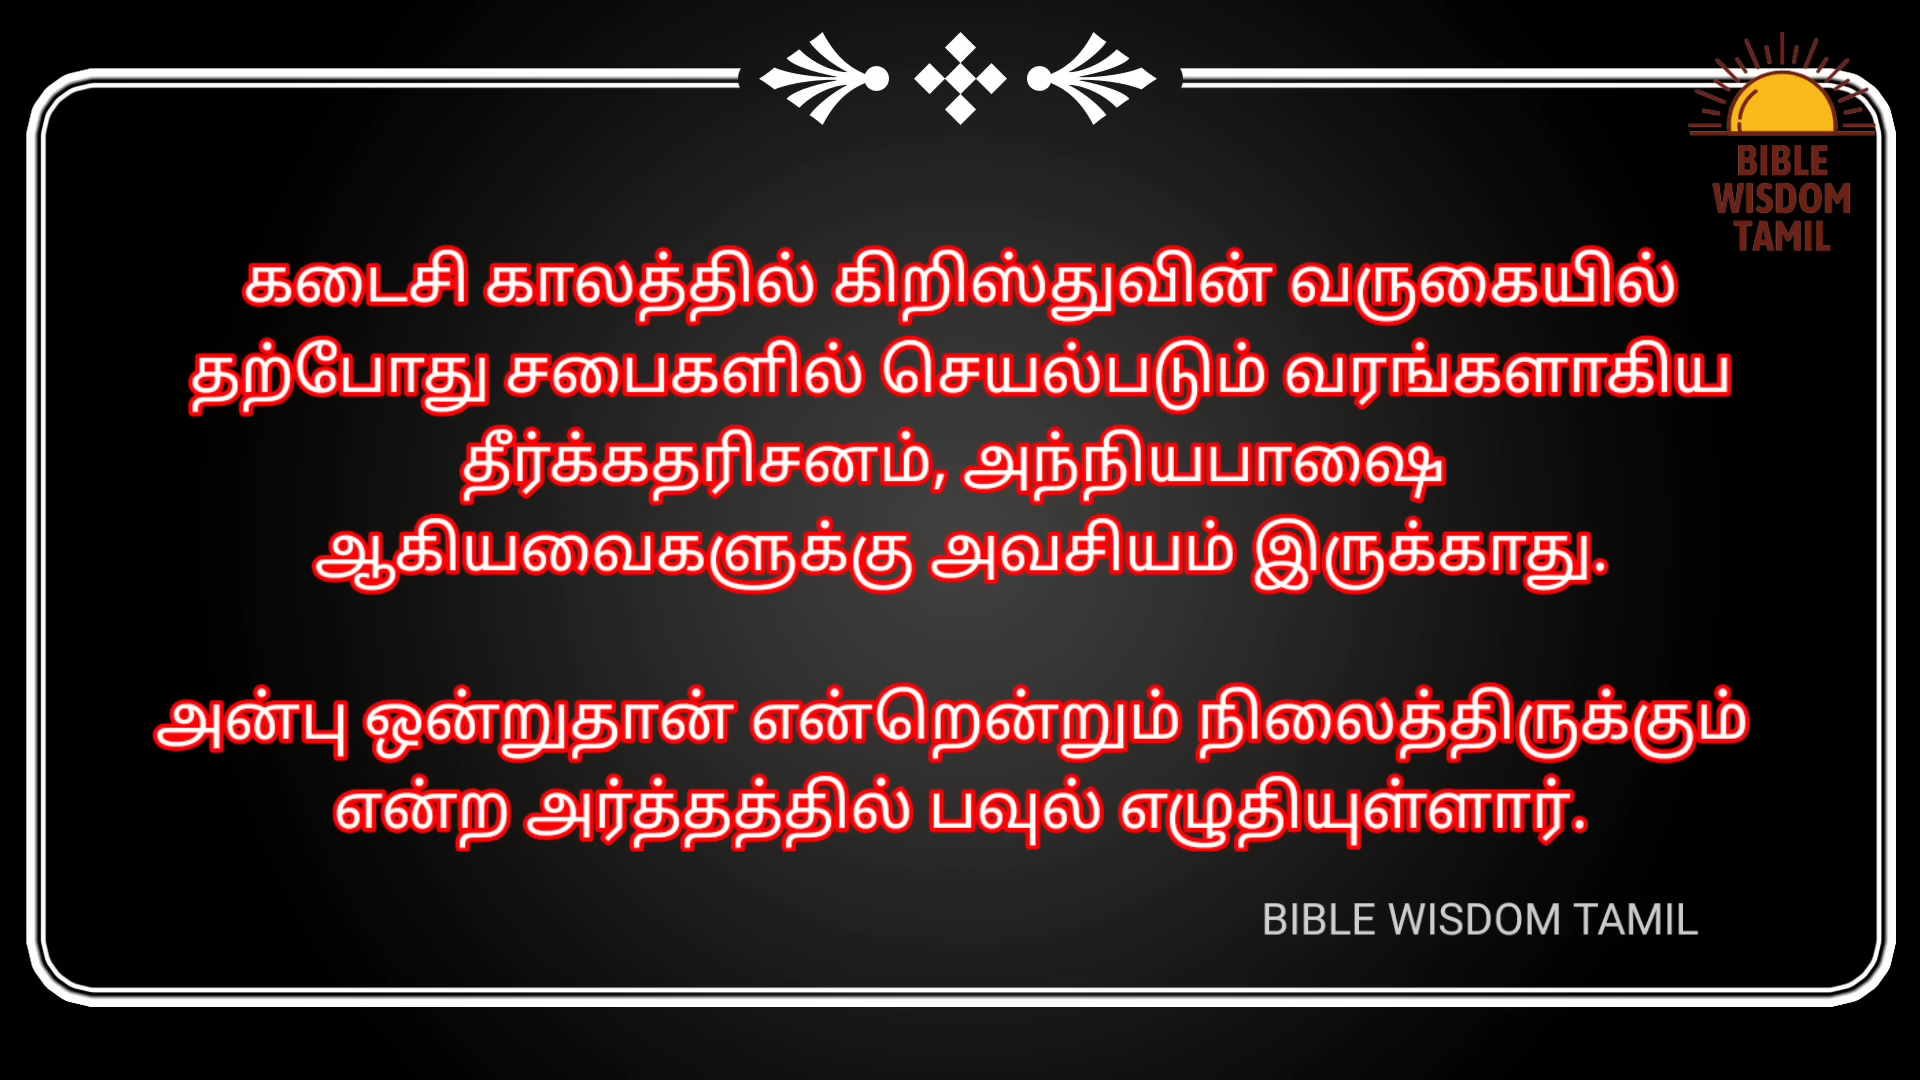 BIBLE
WISDOM
TAMIL
கடைசி காலத்தில் கிறிஸ்துவின் வருகையில்
தற்போது சபைகளில் செயல்படும் வரங்களாகிய
தீர்க்கதரிசனம், அந்நியபாஷை
ஆகியவைகளுக்கு அவசியம் இருக்காது.
அன்பு ஒன்றுதான் என்றென்றும் நிலைத்திருக்கும்
என்ற அர்த்தத்தில் பவுல் எழுதியுள்ளார்.
BIBLE WISDOM TAMIL